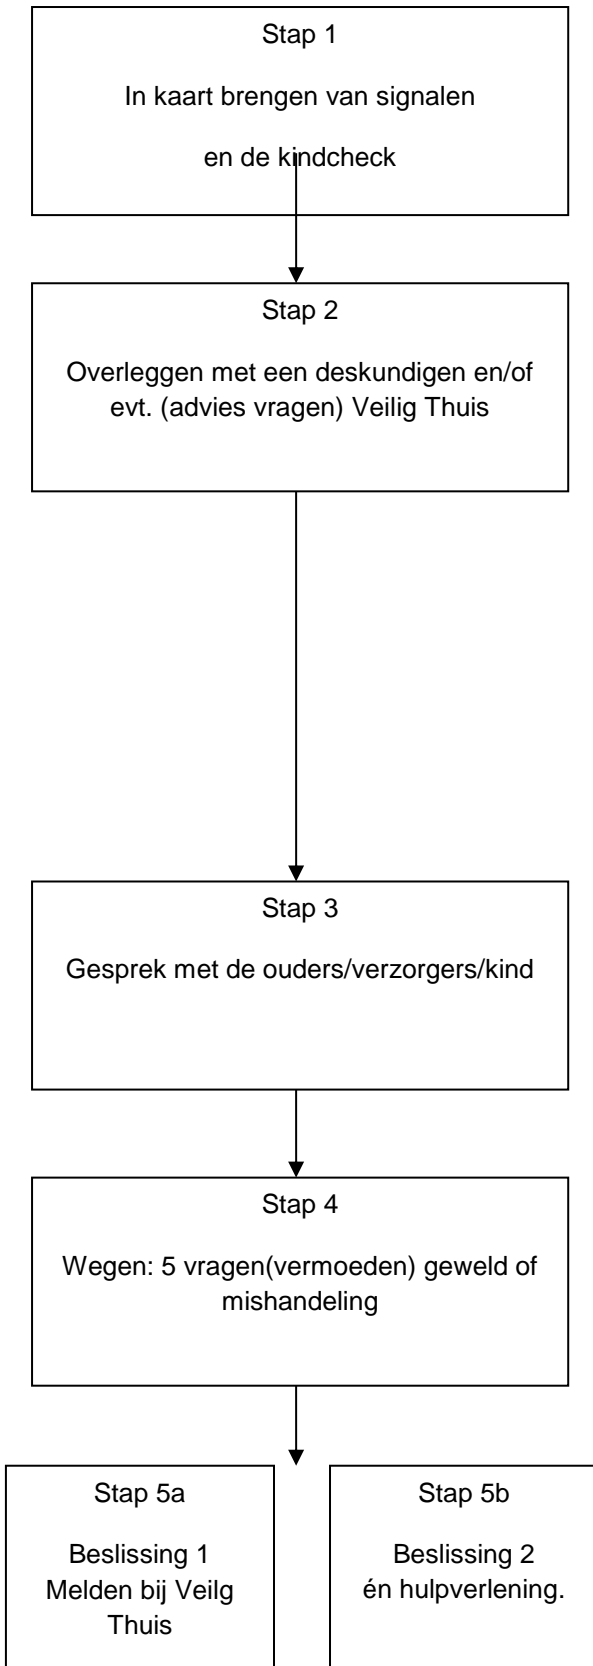 Stap 1
In kaart brengen van signalen
en de kindcheck
Stap 2
Overleggen met een deskundigen en/of
evt. (advies vragen) Veilig Thuis
Stap 3
Gesprek met de ouders/verzorgers/kind
Stap 4
Wegen: 5 vragen(vermoeden) geweld of
mishandeling
Stap 5a
Beslissing 1
Melden bij Veilg
Thuis
Stap 5b
Beslissing 2
én hulpverlening.